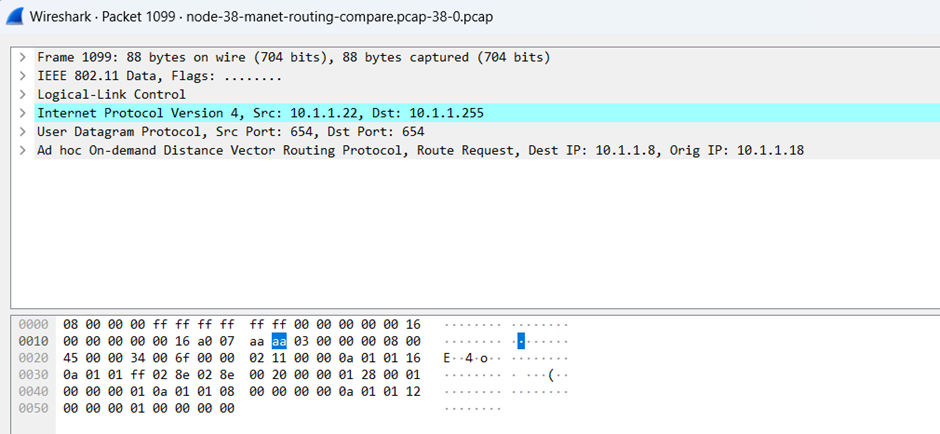 Wireshark · Packet 1099 · node-38-manet-routing-compare.pcap-38-0.pcap
> Frame 1099: 88 bytes on wire (704 bits), 88 bytes captured (704 bits)
> IEEE 802.11 Data, Flags: ........
> Logical-Link Control
> Internet Protocol Version 4, Src: 10.1.1.22, Dst: 10.1.1.255
> User Datagram Protocol, Src Port: 654, Dst Port: 654
> Ad hoc On-demand Distance Vector Routing Protocol, Route Request, Dest IP: 10.1.1.8, Orig IP: 10.1.1.18
0000 08 00 00 00 ff ff ff ff ff ff 00 00 00 00 00 16 ········ ········
0010 00 00 00 00 00 16 a0 07 aa aa 03 00 00 00 08 00 ········ ········
0020 45 00 00 34 00 6f 00 00 02 11 00 00 0a 01 01 16 E··4·o·· ········
0030 0a 01 01 ff 02 8e 02 8e 00 20 00 00 01 28 00 01 ········ · ···(··
0040 00 00 00 01 0a 01 01 08 00 00 00 00 0a 01 01 12 ········ ········
0050 00 00 00 01 00 00 00 00 ········